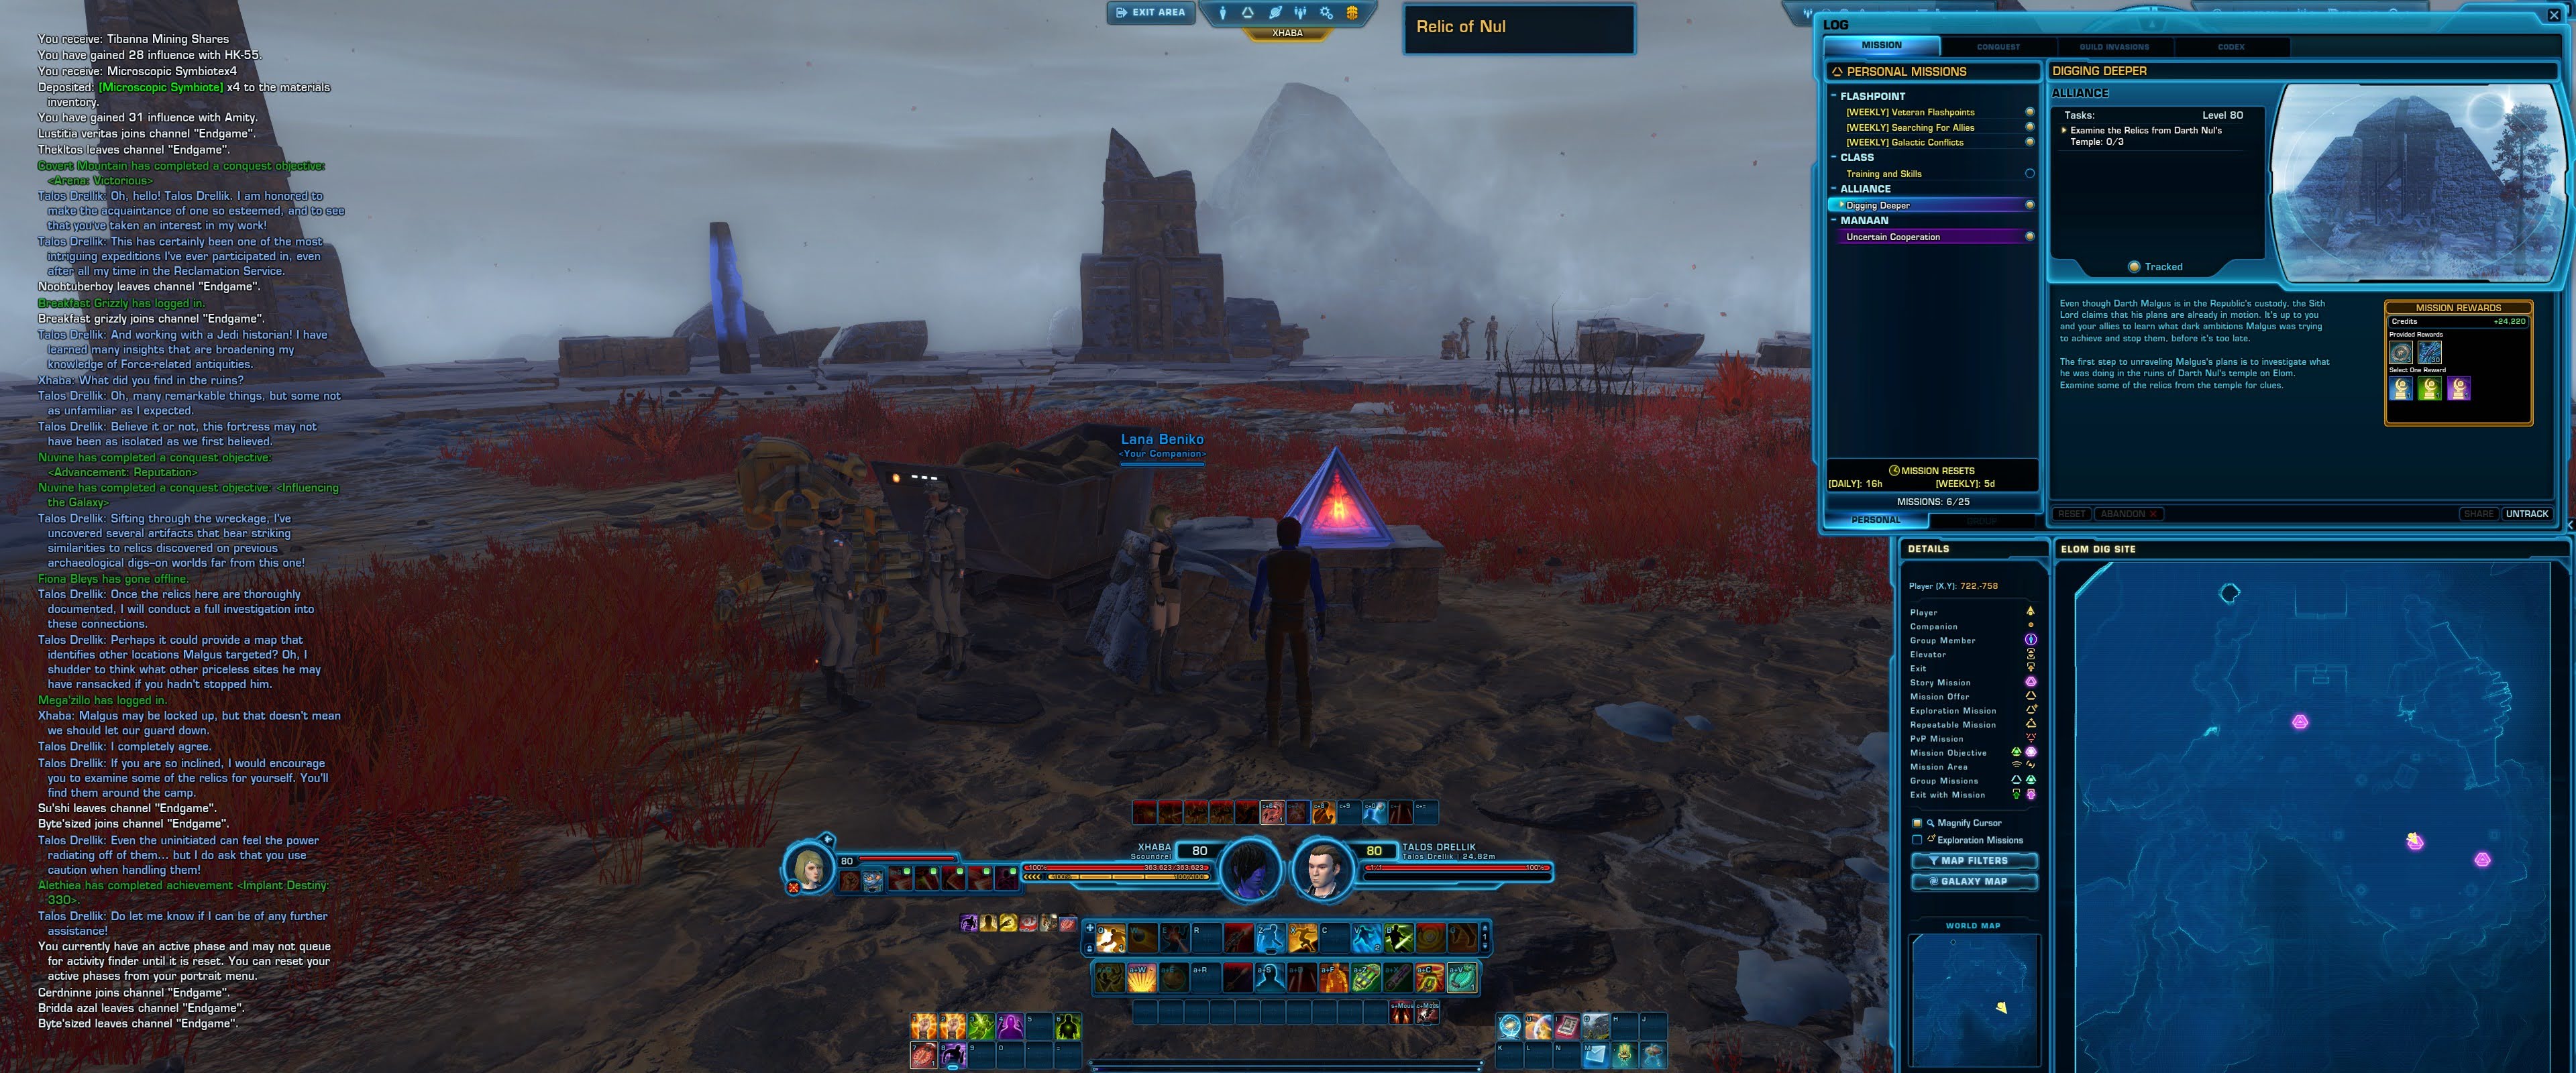 You receive: Tibanna Mining Shares
You have gained 28 influence with HK-55.
You receive: Microscopic Symbiotex4
Deposited: [Microscopic Symbiote] x4 to the materials
inventory.
You have gained 31 influence with Amity.
Lustitia veritas joins channel "Endgame".
Thekltos leaves channel "Endgame".
Covert Mountain has completed a conquest objective:
<Arena: Victorious>
Talos Drellik: Oh, hello! Talos Drellik. I am honored to
make the acquaintance of one so esteemed, and to see
that you've taken an interest in my work!
Talos Drellik: This has certainly been one of the most
intriguing expeditions I've ever participated in, even
after all my time in the Reclamation Service.
Noobtuberboy leaves channel "Endgame".
Breakfast Grizzly has logged in.
Breakfast grizzly joins channel "Endgame".
Talos Drellik: And working with a Jedi historian! I have
learned many insights that are broadening my
knowledge of Force-related antiquities.
Xhaba: What did you find in the ruins?
Talos Drellik: Oh, many remarkable things, but some not
as unfamiliar as I expected.
Talos Drellik: Believe it or not, this fortress may not
have been as isolated as we first believed.
Nuvine has completed a conquest objective:
<Advancement: Reputation>
Nuvine has completed a conquest objective: <Influencing
the Galaxy>
Talos Drellik: Sifting through the wreckage, I've
uncovered several artifacts that bear striking
similarities to relics discovered on previous
archaeological digs–on worlds far from this one!
Fiona Bleys has gone offline.
Talos Drellik: Once the relics here are thoroughly
documented, I will conduct a full investigation into
these connections.
Talos Drellik: Perhaps it could provide a map that
identifies other locations Malgus targeted? Oh, I
shudder to think what other priceless sites he may
have ransacked if you hadn't stopped him.
Mega'zillo has logged in.
Xhaba: Malgus may be locked up, but that doesn't mean
we should let our guard down.
Talos Drellik: I completely agree.
Talos Drellik: If you are so inclined, I would encourage
you to examine some of the relics for yourself. You'll
find them around the camp.
Su'shi leaves channel "Endgame".
Byte'sized joins channel "Endgame".
Talos Drellik: Even the uninitiated can feel the power
radiating off of them... but I do ask that you use
caution when handling them!
Alethiea has completed achievement <Implant Destiny:
330>.
Talos Drellik: Do let me know if I can be of any further
assistance!
You currently have an active phase and may not queue
for activity finder until it is reset. You can reset your
active phases from your portrait menu.
Cerdninne joins channel "Endgame".
Bridda azal leaves channel "Endgame".
Byte'sized leaves channel "Endgame".
EXIT AREA
XHABA
Relic of Nul
Lana Beniko
<Your Companion>
80
XHABA
Scoundrel
80
100%
363,623/363,623
100%
100/100
80
TALOS DRELLIK
Talos Drellik | 24.82m
1/1
100%
LOG
MISSION
CONQUEST
GUILD INVASIONS
CODEX
PERSONAL MISSIONS
FLASHPOINT
[WEEKLY] Veteran Flashpoints
[WEEKLY] Searching For Allies
[WEEKLY] Galactic Conflicts
CLASS
Training and Skills
ALLIANCE
Digging Deeper
MANAAN
Uncertain Cooperation
MISSION RESETS
[DAILY]: 16h [WEEKLY]: 5d
MISSIONS: 6/25
PERSONAL
GROUP
DIGGING DEEPER
ALLIANCE
Tasks: Level 80
Examine the Relics from Darth Nul's
Temple: 0/3
Tracked
Even though Darth Malgus is in the Republic's custody, the Sith
Lord claims that his plans are already in motion. It's up to you
and your allies to learn what dark ambitions Malgus was trying
to achieve and stop them, before it's too late.
The first step to unraveling Malgus's plans is to investigate what
he was doing in the ruins of Darth Nul's temple on Elom.
Examine some of the relics from the temple for clues.
MISSION REWARDS
Credits +24,220
Provided Rewards
Select One Reward
RESET
ABANDON
SHARE
UNTRACK
DETAILS
Player (X,Y): 722,-758
Player
Companion
Group Member
Elevator
Exit
Story Mission
Mission Offer
Exploration Mission
Repeatable Mission
PvP Mission
Mission Objective
Mission Area
Group Missions
Exit with Mission
Magnify Cursor
Exploration Missions
MAP FILTERS
GALAXY MAP
WORLD MAP
ELOM DIG SITE